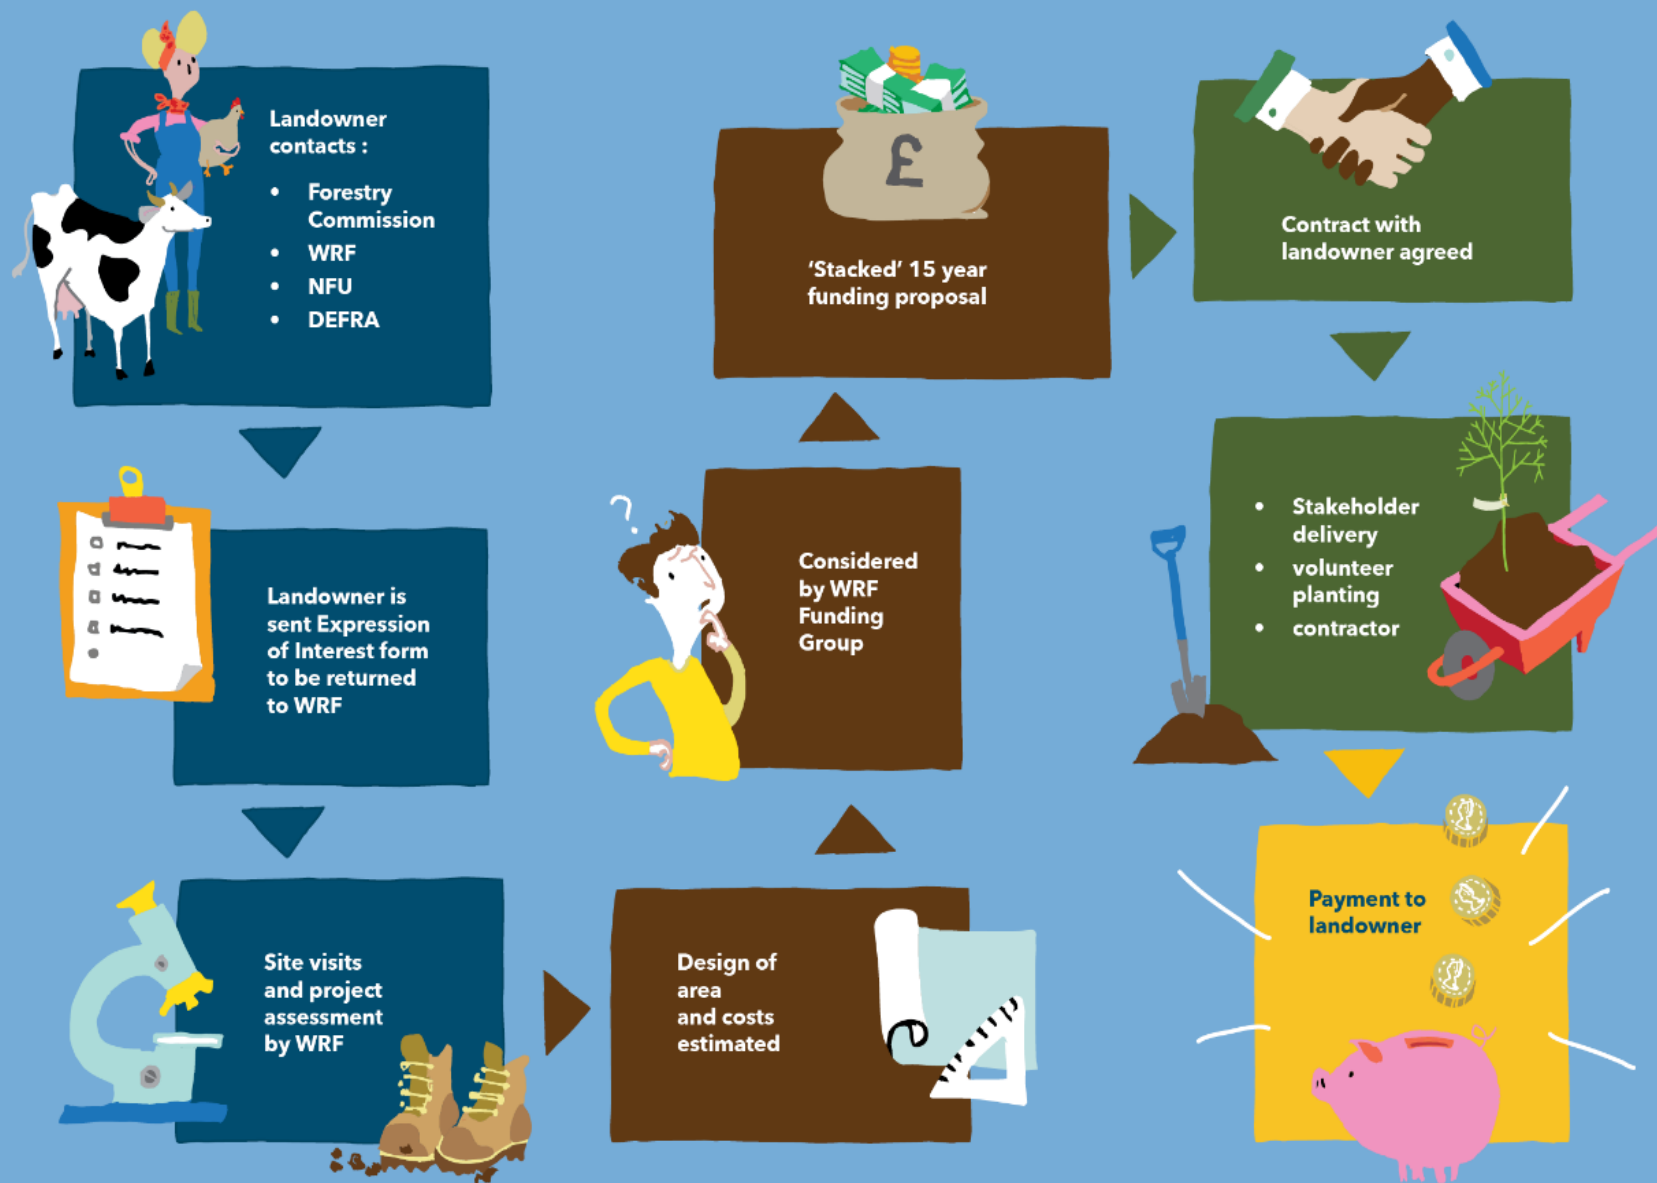 Landowner
contacts :
• Forestry
Commission
• WRF
• NFU
• DEFRA
Landowner is
sent Expression
of Interest form
to be returned
to WRF
Site visits
and project
assessment
by WRF
Design of
area
and costs
estimated
?
Considered
by WRF
Funding
Group
£
‘Stacked’ 15 year
funding proposal
Contract with
landowner agreed
• Stakeholder
delivery
• volunteer
planting
• contractor
Payment to
landowner